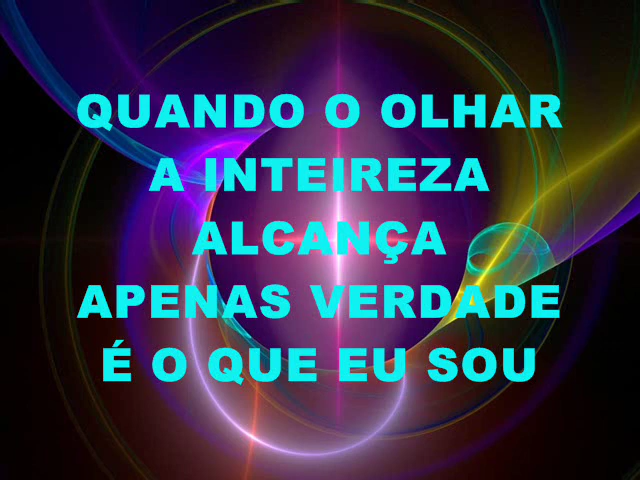 QUANDO O OLHAR
A INTEIREZA
ALCANÇA
APENAS VERDADE
É O QUE EU SOU